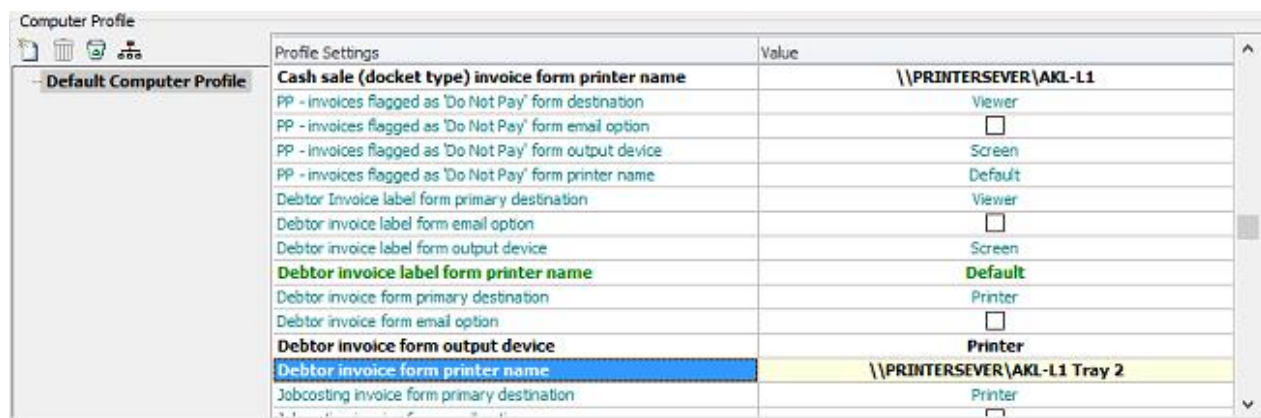 Computer Profile
Default Computer Profile
Profile Settings Value
Cash sale (docket type) invoice form printer name \\PRINTERSEVER\AKL-L1
PP - invoices flagged as 'Do Not Pay' form destination Viewer
PP - invoices flagged as 'Do Not Pay' form email option
PP - invoices flagged as 'Do Not Pay' form output device Screen
PP - invoices flagged as 'Do Not Pay' form printer name Default
Debtor Invoice label form primary destination Viewer
Debtor invoice label form email option
Debtor invoice label form output device Screen
Debtor invoice label form printer name Default
Debtor invoice form primary destination Printer
Debtor invoice form email option
Debtor invoice form output device Printer
Debtor invoice form printer name \\PRINTERSEVER\AKL-L1 Tray 2
Jobcosting invoice form primary destination Printer